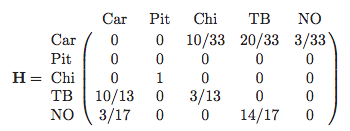 Car Pit Chi TB NO
Car 0 0 10/33 20/33 3/33
Pit 0 0 0 0 0
H = Chi 0 1 0 0 0
TB 10/13 0 3/13 0 0
NO 3/17 0 0 14/17 0